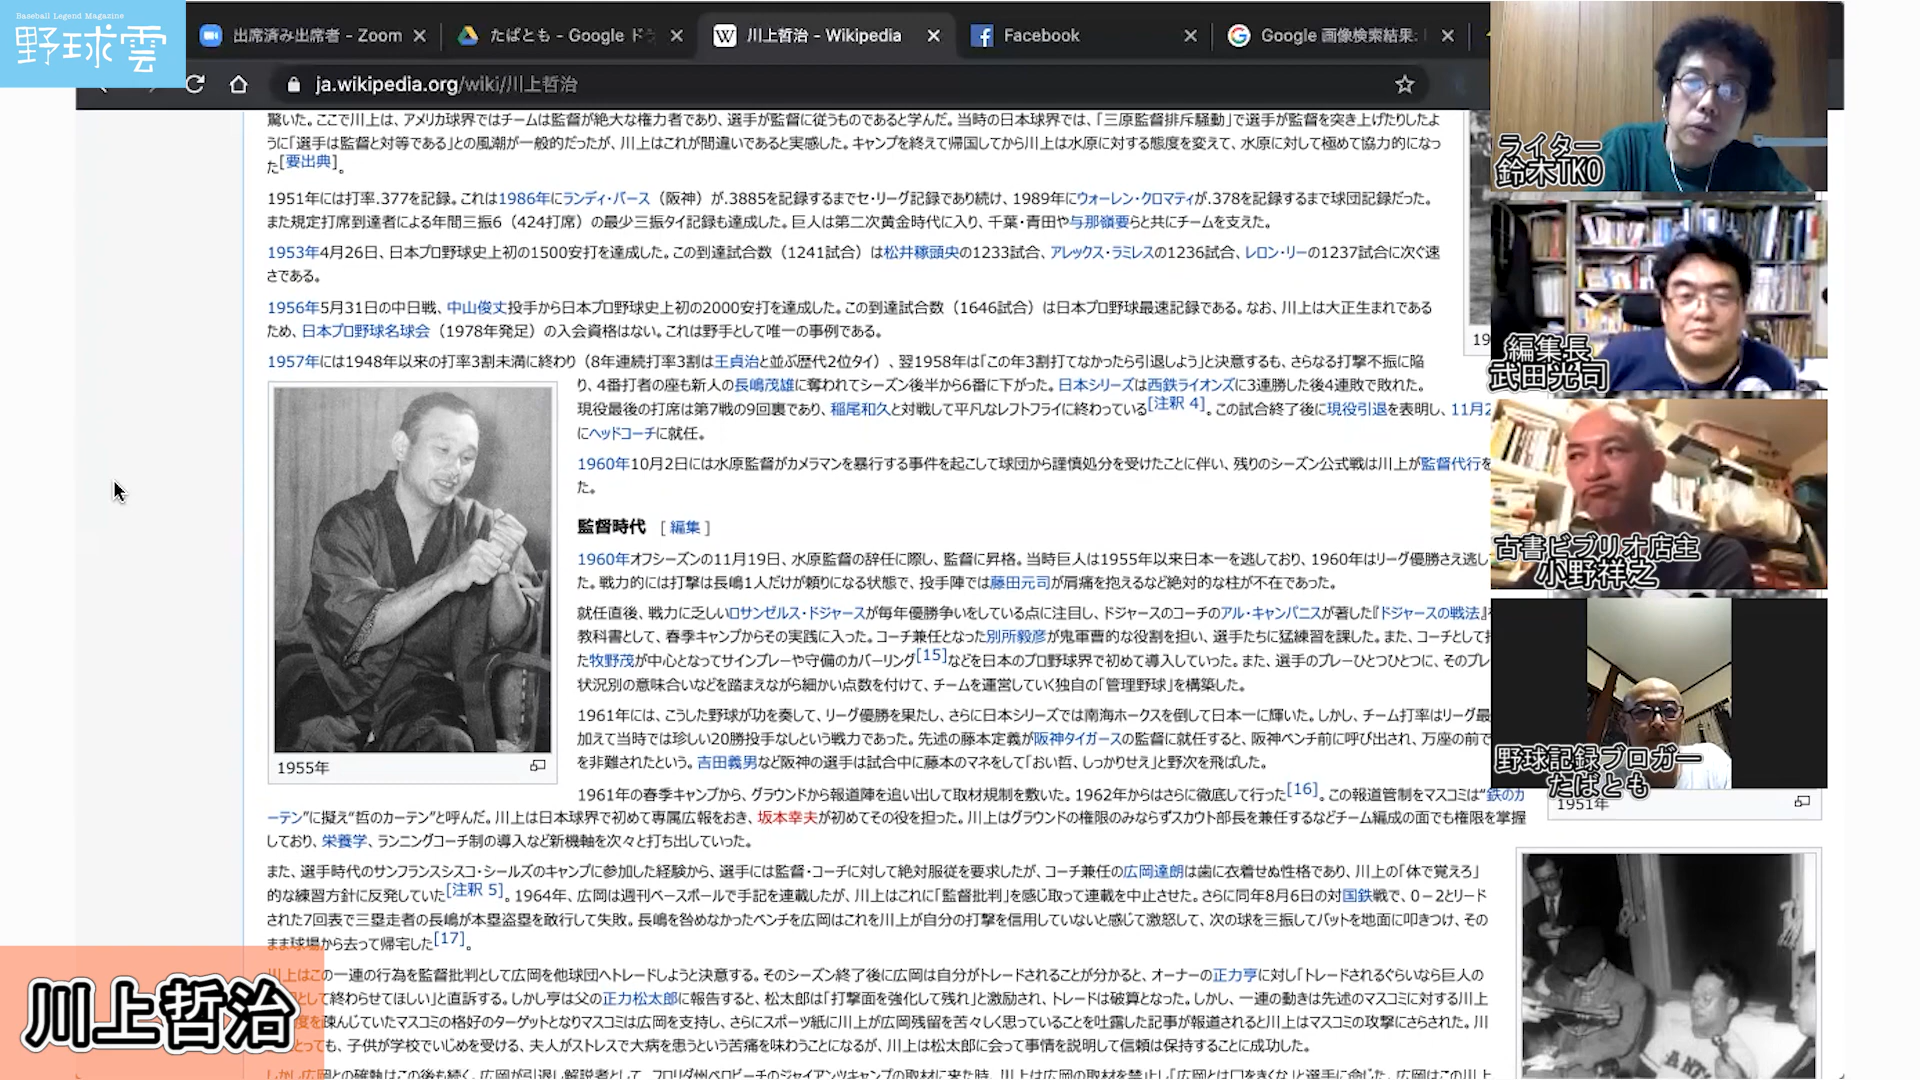 Baseball Legend Magazine
野球雲
出席済み出席者 - Zoom
たばとも - Google ド
川上哲治 - Wikipedia
Facebook
Google 画像検索結果:
ja.wikipedia.org/wiki/川上哲治
驚いた。ここで川上は、アメリカ球界ではチームは監督が絶大な権力者であり、選手が監督に従うものであると学んだ。当時の日本球界では、「三原監督排斥騒動」で選手が監督を突き上げたりしたよ
うに「選手は監督と対等である」との風潮が一般的だったが、川上はこれが間違いであると実感した。キャンプを終えて帰国してから川上は水原に対する態度を変えて、水原に対して極めて協力的になっ
た[要出典]。
1951年には打率.377を記録。これは1986年にランディ・バース（阪神）が.3885を記録するまでセ・リーグ記録であり続け、1989年にウォーレン・クロマティが.378を記録するまで球団記録だった。
また規定打席到達者による年間三振6（424打席）の最少三振タイ記録も達成した。巨人は第二次黄金時代に入り、千葉・青田や与那嶺要らと共にチームを支えた。
1953年4月26日、日本プロ野球史上初の1500安打を達成した。この到達試合数（1241試合）は松井稼頭央の1233試合、アレックス・ラミレスの1236試合、レロン・リーの1237試合に次ぐ速
さである。
1956年5月31日の中日戦、中山俊丈投手から日本プロ野球史上初の2000安打を達成した。この到達試合数（1646試合）は日本プロ野球最速記録である。なお、川上は大正生まれである
ため、日本プロ野球名球会（1978年発足）の入会資格はない。これは野手として唯一の事例である。
1957年には1948年以来の打率3割未満に終わり（8年連続打率3割は王貞治と並ぶ歴代2位タイ）、翌1958年は「この年3割打てなかったら引退しよう」と決意するも、さらなる打撃不振に陥
り、4番打者の座も新人の長嶋茂雄に奪われてシーズン後半から6番に下がった。日本シリーズは西鉄ライオンズに3連勝した後4連敗で敗れた。
現役最後の打席は第7戦の9回裏であり、稲尾和久と対戦して平凡なレフトフライに終わっている[注釈 4]。この試合終了後に現役引退を表明し、11月2
にヘッドコーチに就任。
1960年10月2日には水原監督がカメラマンを暴行する事件を起こして球団から謹慎処分を受けたことに伴い、残りのシーズン公式戦は川上が監督代行を
た。
監督時代 [ 編集 ]
1960年オフシーズンの11月19日、水原監督の辞任に際し、監督に昇格。当時巨人は1955年以来日本一を逃しており、1960年はリーグ優勝さえ逃し
た。戦力的には打撃は長嶋1人だけが頼りになる状態で、投手陣では藤田元司が肩痛を抱えるなど絶対的な柱が不在であった。
就任直後、戦力に乏しいロサンゼルス・ドジャースが毎年優勝争いをしている点に注目し、ドジャースのコーチのアル・キャンパニスが著した『ドジャースの戦法』
教科書として、春季キャンプからその実践に入った。コーチ兼任となった別所毅彦が鬼軍曹的な役割を担い、選手たちに猛練習を課した。また、コーチとして
た牧野茂が中心となってサインプレーや守備のカバーリング[15]などを日本のプロ野球界で初めて導入していった。また、選手のプレーひとつひとつに、そのプレ
状況別の意味合いなどを踏まえながら細かい点数を付けて、チームを運営していく独自の「管理野球」を構築した。
1961年には、こうした野球が功を奏して、リーグ優勝を果たし、さらに日本シリーズでは南海ホークスを倒して日本一に輝いた。しかし、チーム打率はリーグ最
加えて当時では珍しい20勝投手なしという戦力であった。先述の藤本定義が阪神タイガースの監督に就任すると、阪神ベンチ前に呼び出され、万座の前で
を非難されたという。吉田義男など阪神の選手は試合中に藤本のマネをして「おい哲、しっかりせえ」と野次を飛ばした。
1955年
1961年の春季キャンプから、グラウンドから報道陣を追い出して取材規制を敷いた。1962年からはさらに徹底して行った[16]。この報道管制をマスコミは“鉄のカ
ーテン”に擬え“哲のカーテン”と呼んだ。川上は日本球界で初めて専属広報をおき、坂本幸夫が初めてその役を担った。川上はグラウンドの権限のみならずスカウト部長を兼任するなどチーム編成の面でも権限を掌握
しており、栄養学、ランニングコーチ制の導入など新機軸を次々と打ち出していった。
また、選手時代のサンフランシスコ・シールズのキャンプに参加した経験から、選手には監督・コーチに対して絶対服従を要求したが、コーチ兼任の広岡達朗は歯に衣着せぬ性格であり、川上の「体で覚えろ」
的な練習方針に反発していた[注釈 5]。1964年、広岡は週刊ベースボールで手記を連載したが、川上はこれに「監督批判」を感じ取って連載を中止させた。さらに同年8月6日の対国鉄戦で、0－2とリード
された7回表で三塁走者の長嶋が本塁盗塁を敢行して失敗。長嶋を咎めなかったベンチを広岡はこれを川上が自分の打撃を信用していないと感じて激怒して、次の球を三振してバットを地面に叩きつけ、その
まま球場から去って帰宅した[17]。
川上はこの一連の行為を監督批判として広岡を他球団へトレードしようと決意する。そのシーズン終了後に広岡は自分がトレードされることが分かると、オーナーの正力亨に対し「トレードされるぐらいなら巨人の
として終わらせてほしい」と直訴する。しかし亨は父の正力松太郎に報告すると、松太郎は「打撃面を強化して残れ」と激励され、トレードは破算となった。しかし、一連の動きは先述のマスコミに対する川上
度を疎んじていたマスコミの格好のターゲットとなりマスコミは広岡を支持し、さらにスポーツ紙に川上が広岡残留を苦々しく思っていることを吐露した記事が報道されると川上はマスコミの攻撃にさらされた。川
とっても、子供が学校でいじめを受ける、夫人がストレスで大病を患うという苦痛を味わうことになるが、川上は松太郎に会って事情を説明して信頼は保持することに成功した。
しかし広岡との確執はこの後も続く。広岡が引退し解説者として、フロリダ州ベロビーチのジャイアンツキャンプの取材に来た時、川上は広岡の取材を禁止し「広岡とは口をきくな」と選手に命じた。広岡はこの川上
川上哲治
ライター
鈴木TKO
19
編集長
武田光司
古書ビブリオ店主
小野祥之
野球記録ブロガー
たばとも
1951年
ANTS